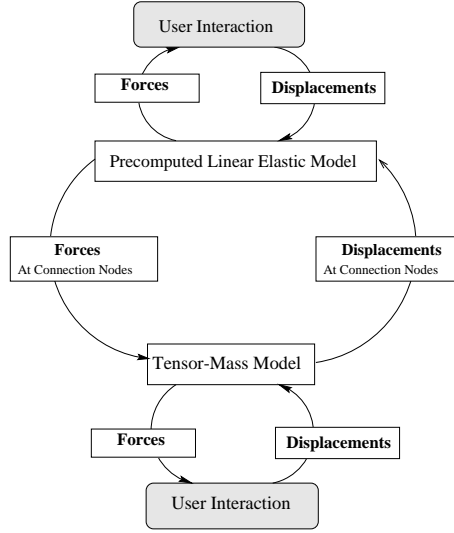 User Interaction
Forces
Displacements
Precomputed Linear Elastic Model
Forces
At Connection Nodes
Displacements
At Connection Nodes
Tensor-Mass Model
Forces
Displacements
User Interaction